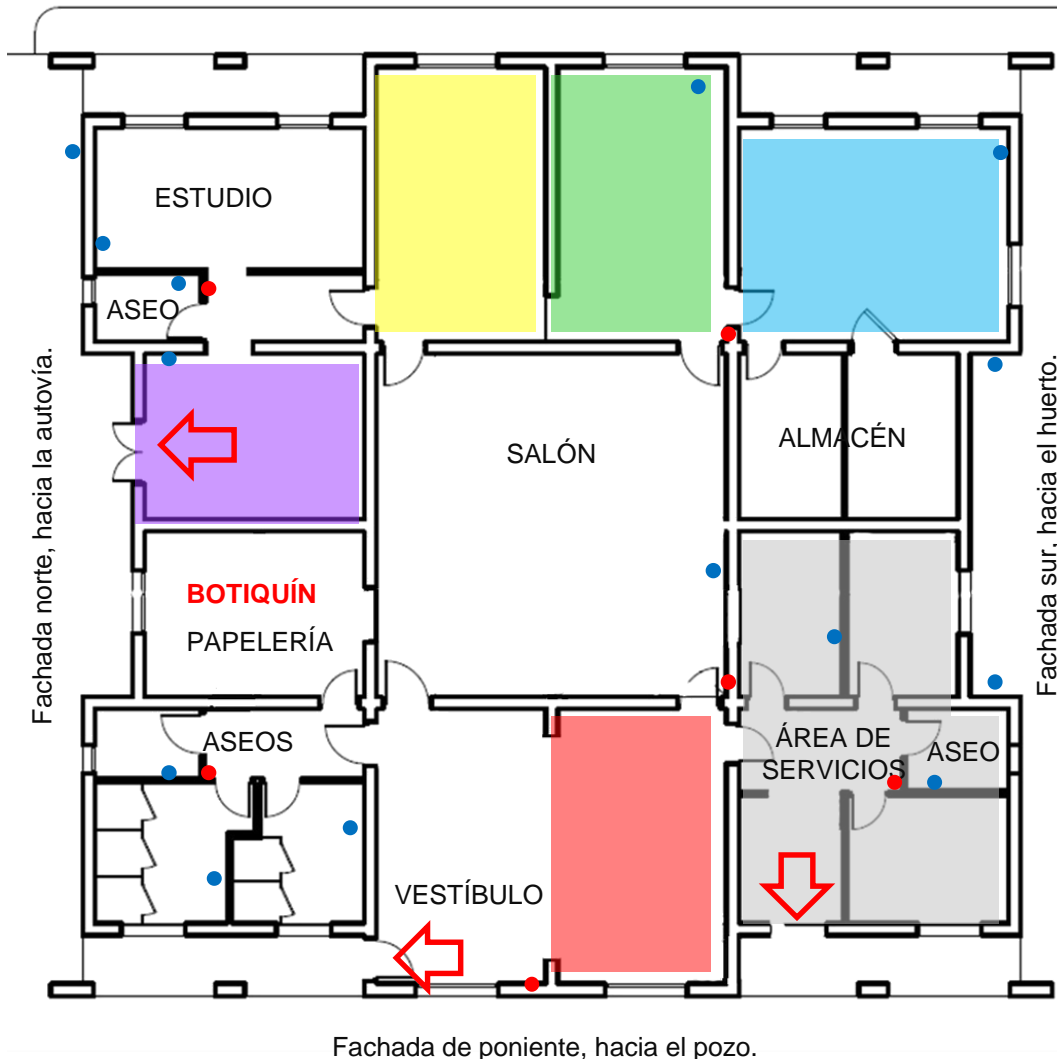 ESTUDIO
ASEO
SALÓN
ALMACÉN
BOTIQUÍN
PAPELERÍA
ASEOS
ÁREA DE
SERVICIOS
ASEO
VESTÍBULO
Fachada norte, hacia la autovía.
Fachada sur, hacia el huerto.
Fachada de poniente, hacia el pozo.